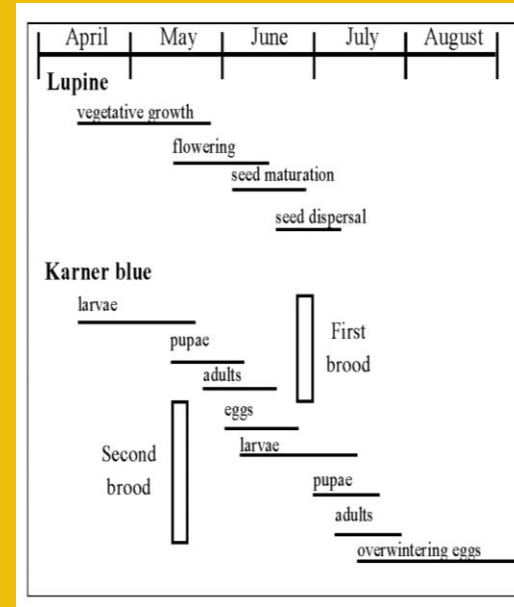 April May June July August
Lupine
vegetative growth
flowering
seed maturation
seed dispersal
Karner blue
larvae
pupae
adults
First
brood
eggs
larvae
Second
brood
pupae
adults
overwintering eggs